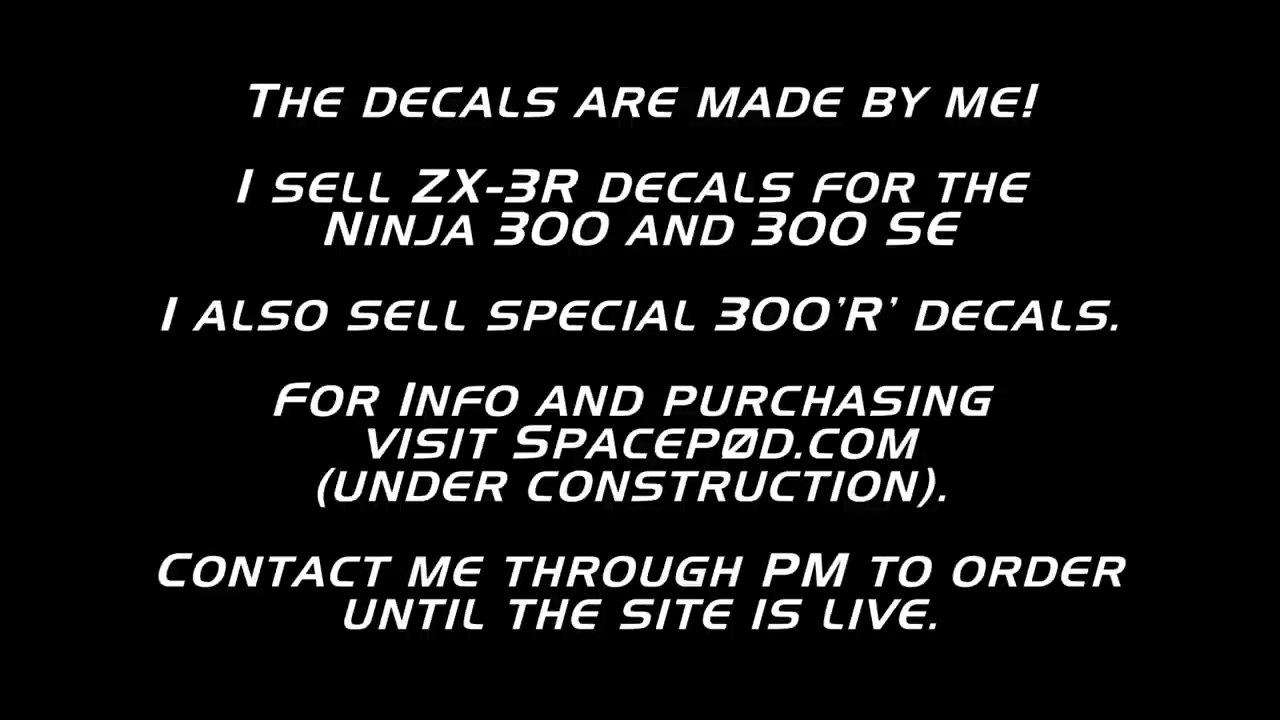 The decals are made by me!
I sell ZX-3R decals for the
Ninja 300 and 300 SE
I also sell special 300'R' decals.
For Info and purchasing
visit Spacepød.com
(under construction).
Contact me through PM to order
until the site is live.